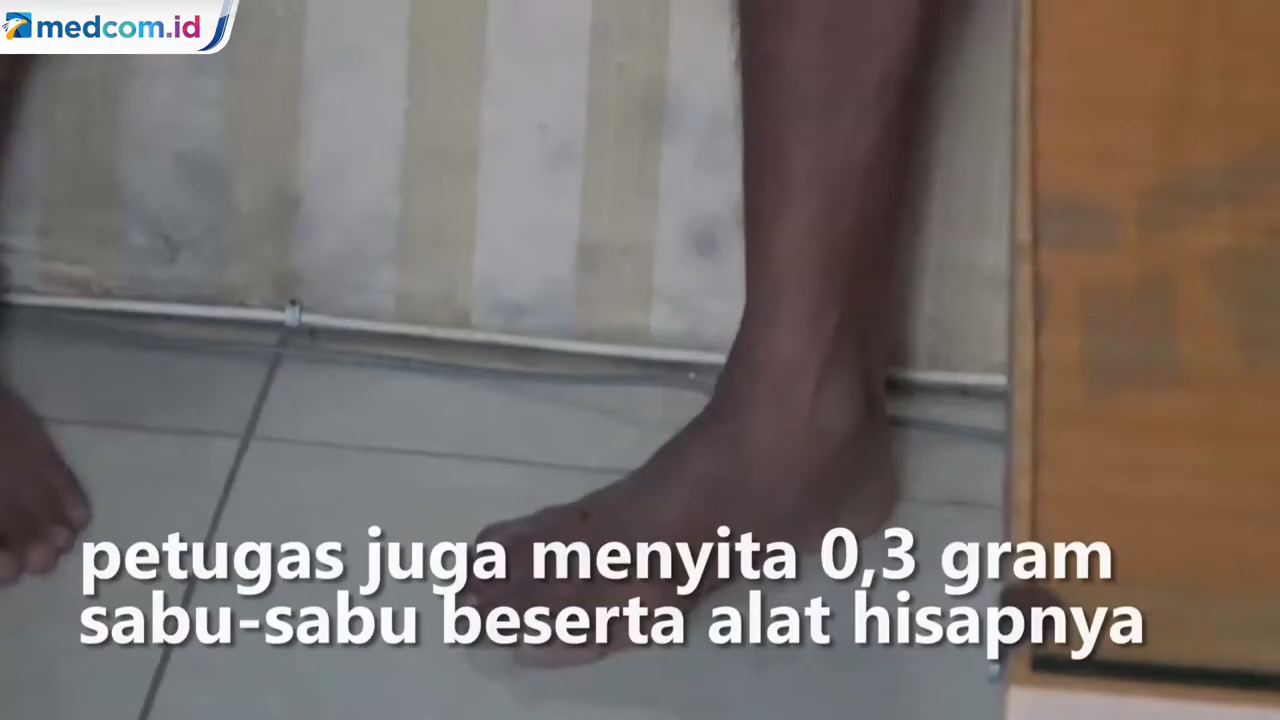 medcom.id
petugas juga menyita 0,3 gram
sabu-sabu beserta alat hisapnya